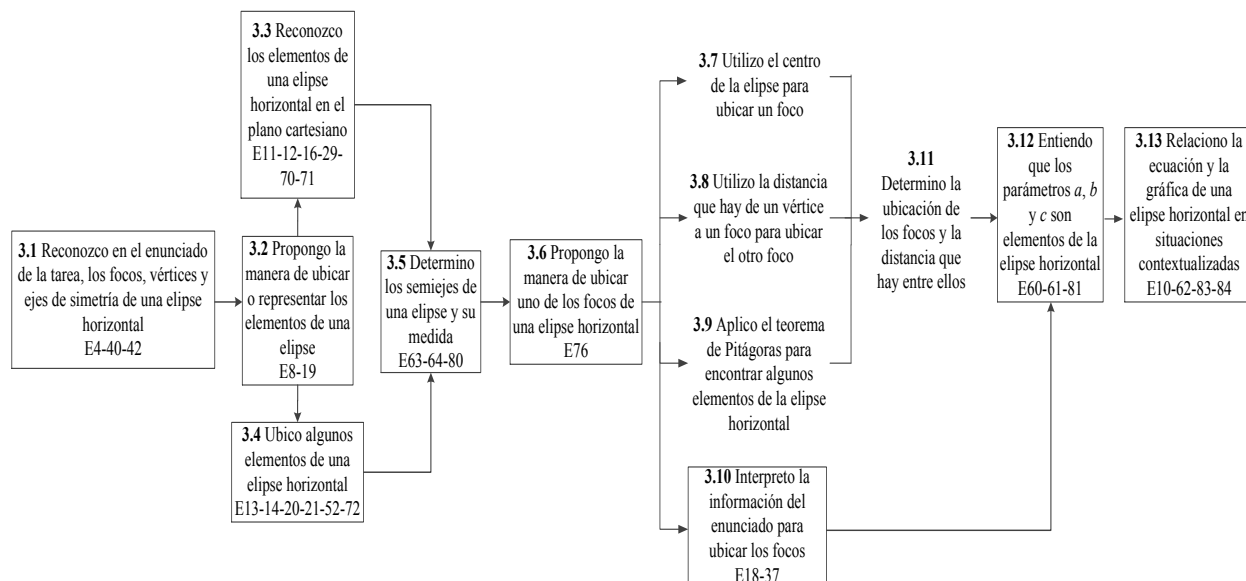 3.1 Reconozco en el enunciado
de la tarea, los focos, vértices y
ejes de simetría de una elipse
horizontal
E4-40-42
3.3 Reconozco
los elementos de
una elipse
horizontal en el
plano cartesiano
E11-12-16-29-
70-71
3.2 Propongo la
manera de ubicar
o representar los
elementos de una
elipse
E8-19
3.4 Ubico algunos
elementos de una
elipse horizontal
E13-14-20-21-52-72
3.5 Determino
los semiejes de
una elipse y su
medida
E63-64-80
3.6 Propongo la
manera de ubicar
uno de los focos de
una elipse horizontal
E76
3.7 Utilizo el centro
de la elipse para
ubicar un foco
3.8 Utilizo la distancia
que hay de un vértice
a un foco para ubicar
el otro foco
3.9 Aplico el teorema
de Pitágoras para
encontrar algunos
elementos de la elipse
horizontal
3.10 Interpreto la
información del
enunciado para
ubicar los focos
E18-37
3.11
Determino la
ubicación de
los focos y la
distancia que
hay entre ellos
3.12 Entiendo
que los
parámetros a, b
y c son
elementos de la
elipse horizontal
E60-61-81
3.13 Relaciono la
ecuación y la
gráfica de una
elipse horizontal en
situaciones
contextualizadas
E10-62-83-84